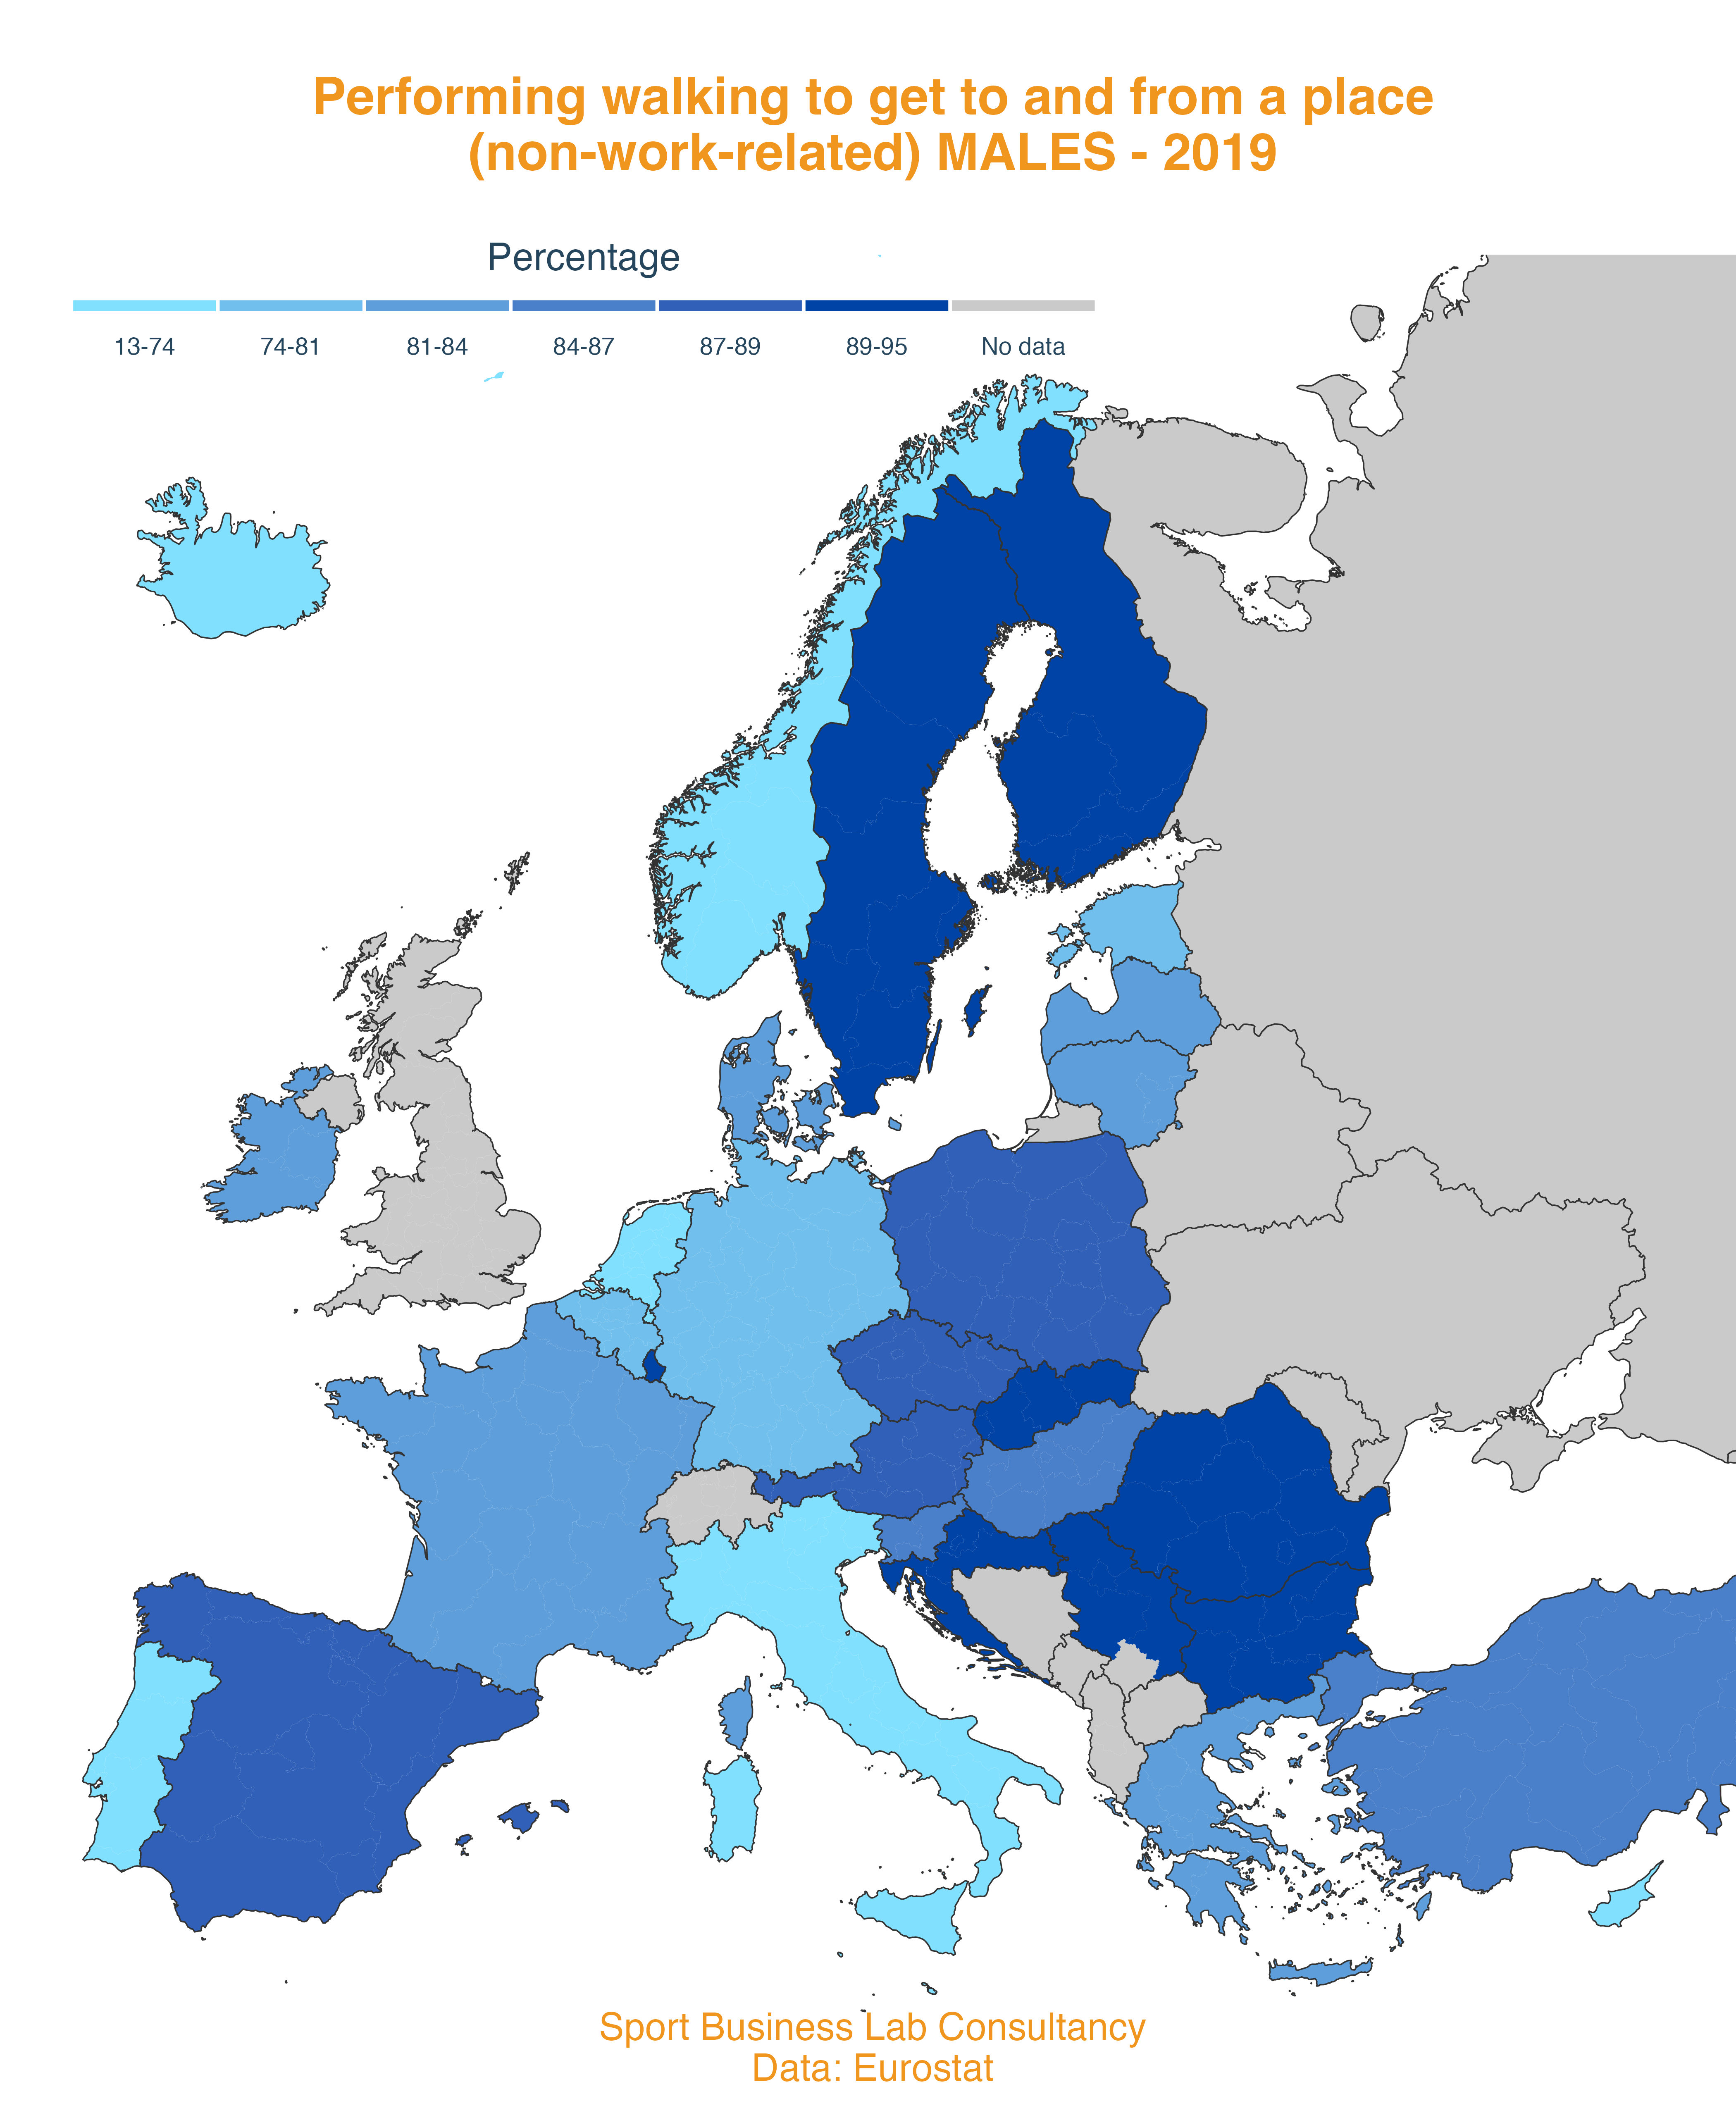 Performing walking to get to and from a place
(non-work-related) MALES - 2019
Percentage
13-74 74-81 81-84 84-87 87-89 89-95 No data
Sport Business Lab Consultancy
Data: Eurostat